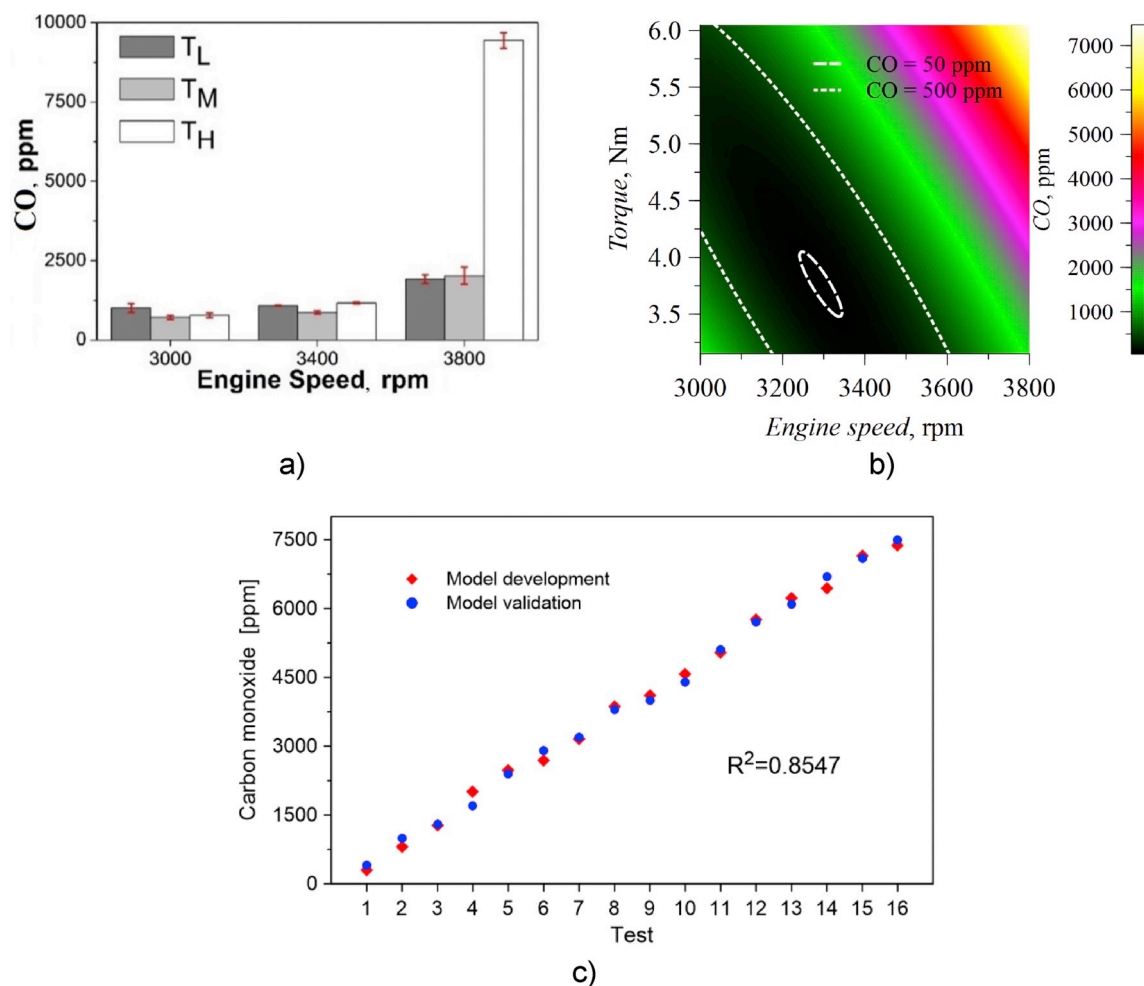 10000
7500
5000
2500
0
CO, ppm
T_L
T_M
T_H
3000 3400 3800
Engine Speed, rpm
a)
6.0
5.5
5.0
4.5
4.0
3.5
Torque, Nm
CO = 50 ppm
CO = 500 ppm
3000 3200 3400 3600 3800
Engine speed, rpm
7000
6000
5000
4000
3000
2000
1000
CO, ppm
b)
7500
6000
4500
3000
1500
0
Carbon monoxide [ppm]
Model development
Model validation
R²=0.8547
1 2 3 4 5 6 7 8 9 10 11 12 13 14 15 16
Test
c)